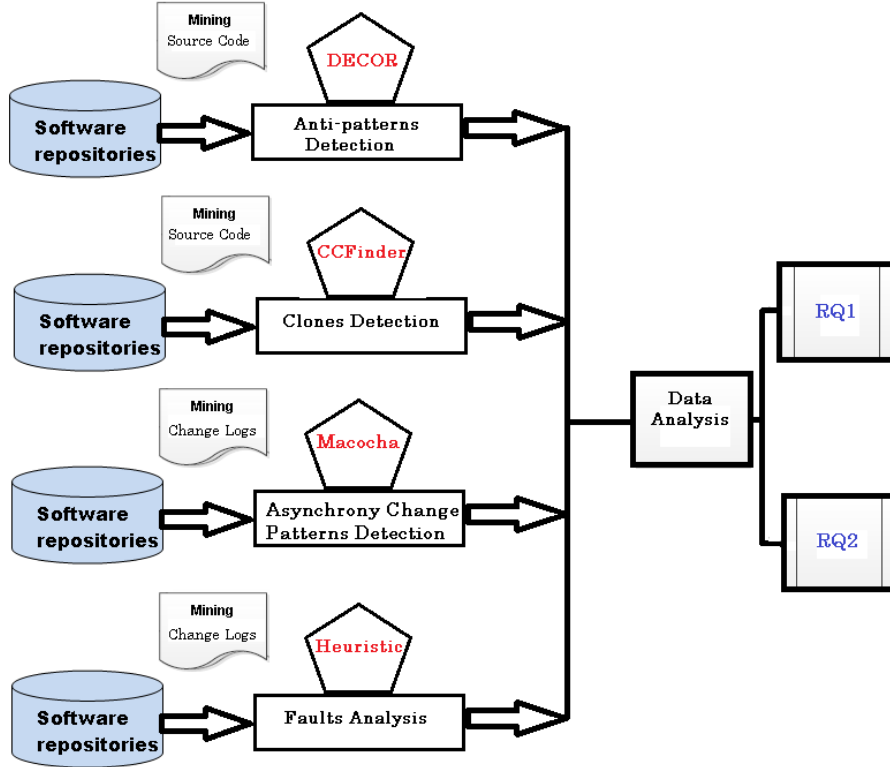 Mining
Source Code
DECOR
Software
repositories
Anti-patterns
Detection
Mining
Source Code
CCFinder
Software
repositories
Clones Detection
RQ1
Data
Analysis
Mining
Change Logs
Macocha
Software
repositories
Asynchrony Change
Patterns Detection
RQ2
Mining
Change Logs
Heuristic
Software
repositories
Faults Analysis